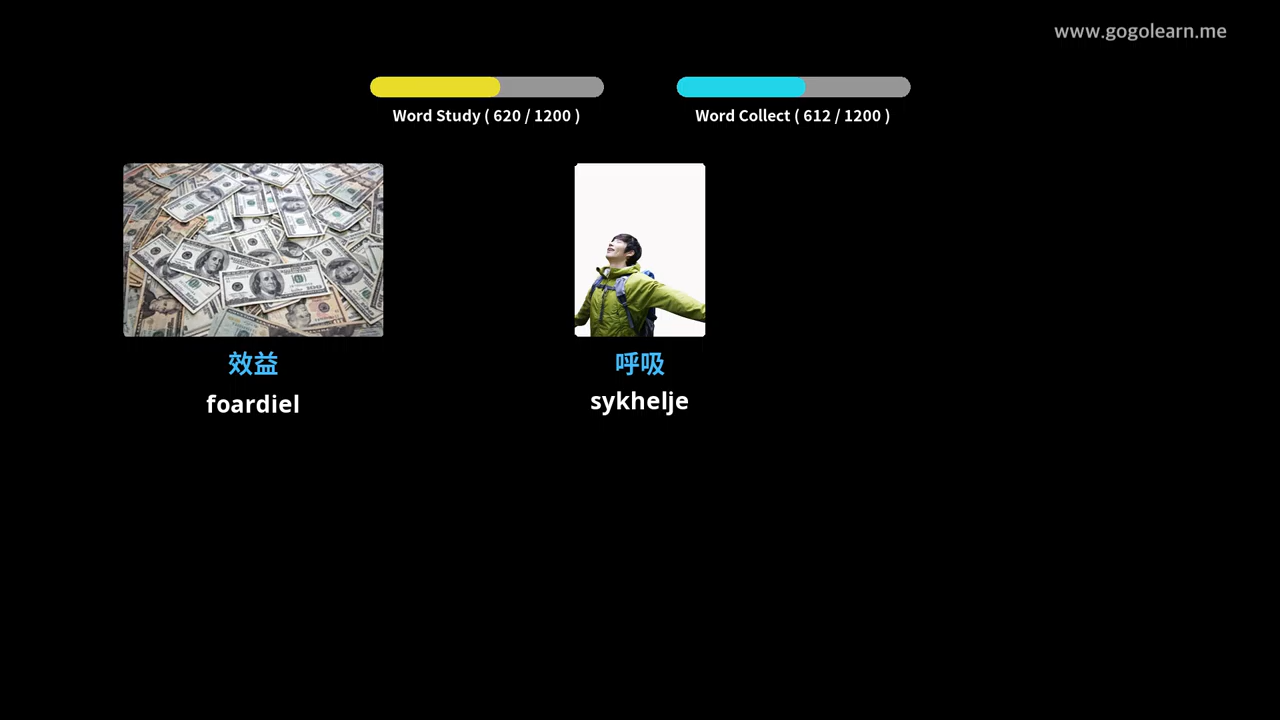 www.gogolearn.me
Word Study ( 620 / 1200 )
Word Collect ( 612 / 1200 )
效益
foardiel
呼吸
sykhelje